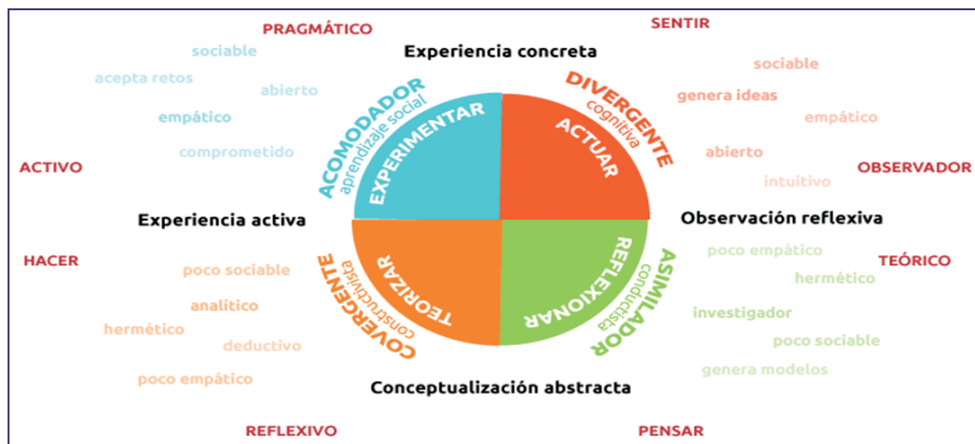 PRAGMÁTICO
SENTIR
Experiencia concreta
sociable
acepta retos
abierto
empático
comprometido
ACOMODADOR
aprendizaje social
EXPERIMENTAR
DIVERGENTE
cognitiva
ACTUAR
sociable
genera ideas
empático
abierto
intuitivo
ACTIVO
OBSERVADOR
Experiencia activa
Observación reflexiva
HACER
TEÓRICO
poco sociable
analítico
hermético
deductivo
poco empático
COVERGENTE
constructivista
TEORIZAR
REFLEXIONAR
ASIMILADOR
conductista
poco empático
hermético
investigador
poco sociable
genera modelos
Conceptualización abstracta
REFLEXIVO
PENSAR